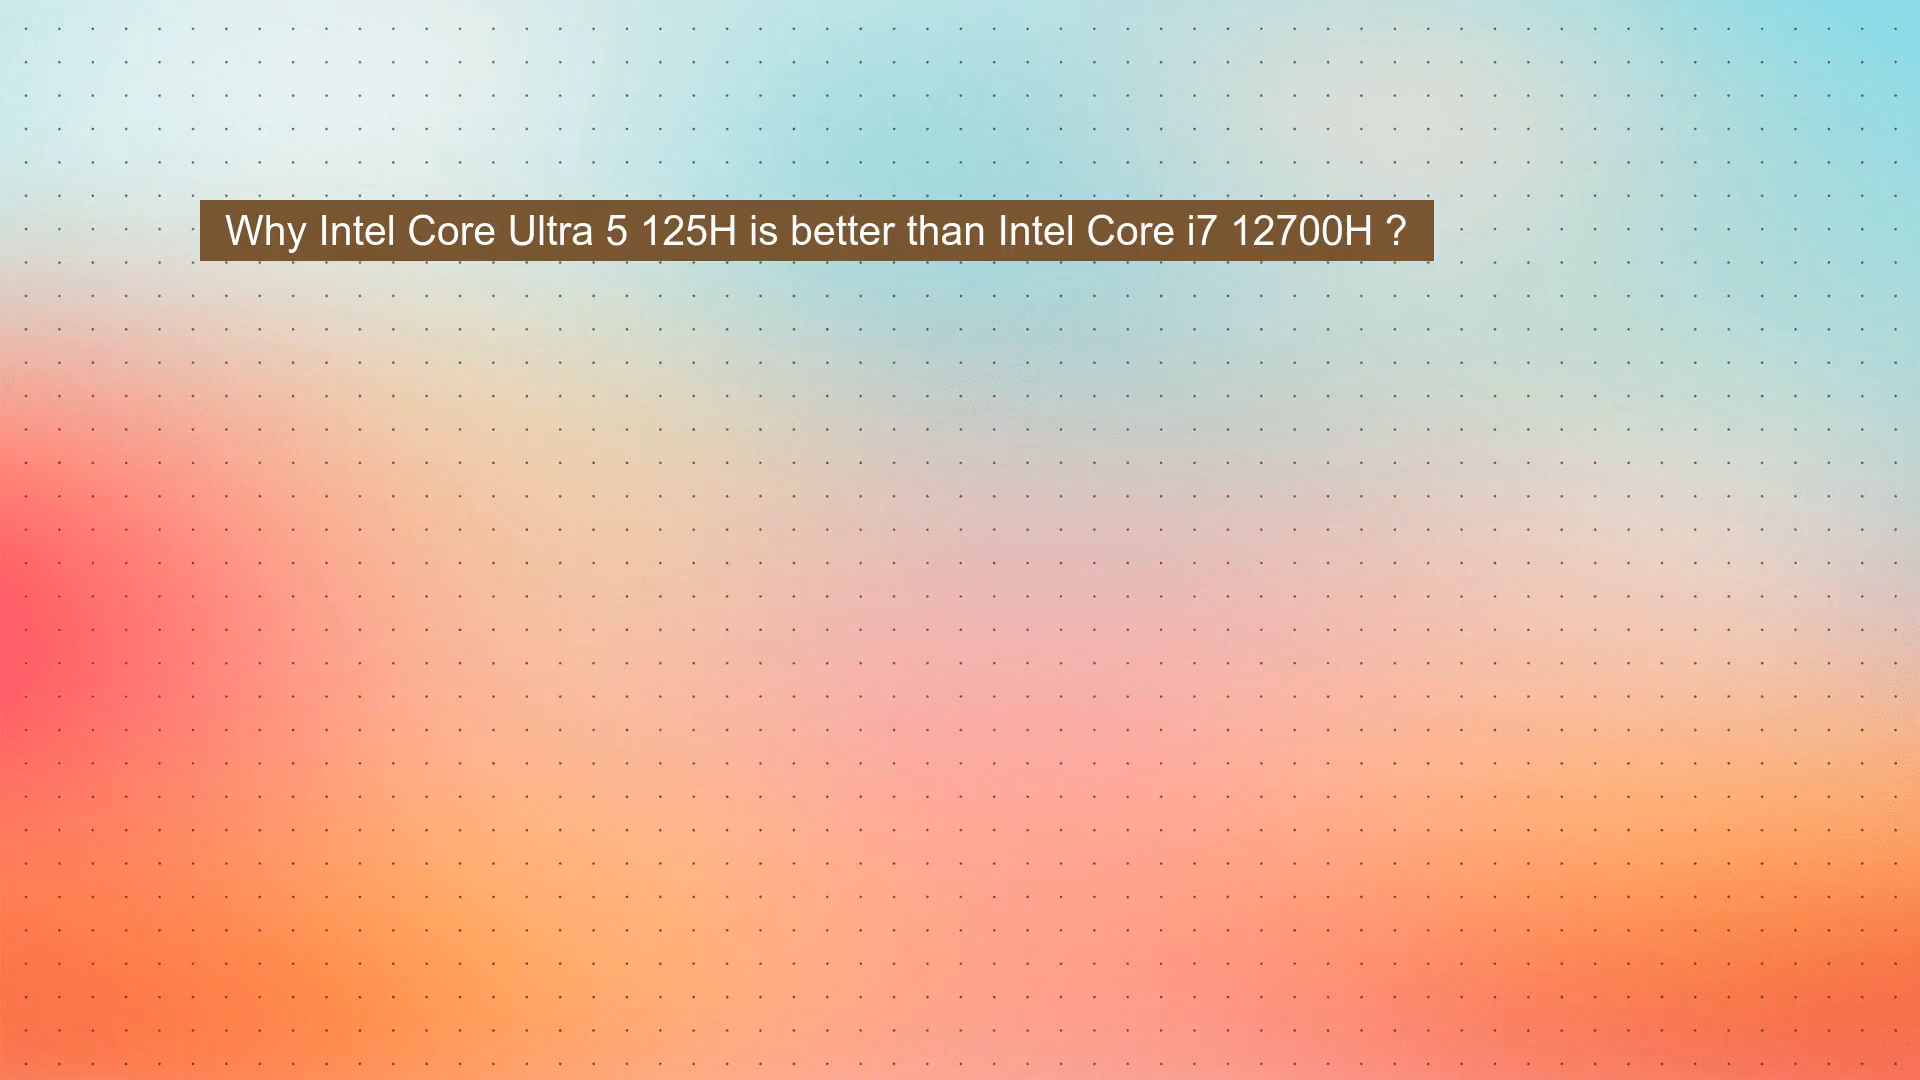 Why Intel Core Ultra 5 125H is better than Intel Core i7 12700H ?